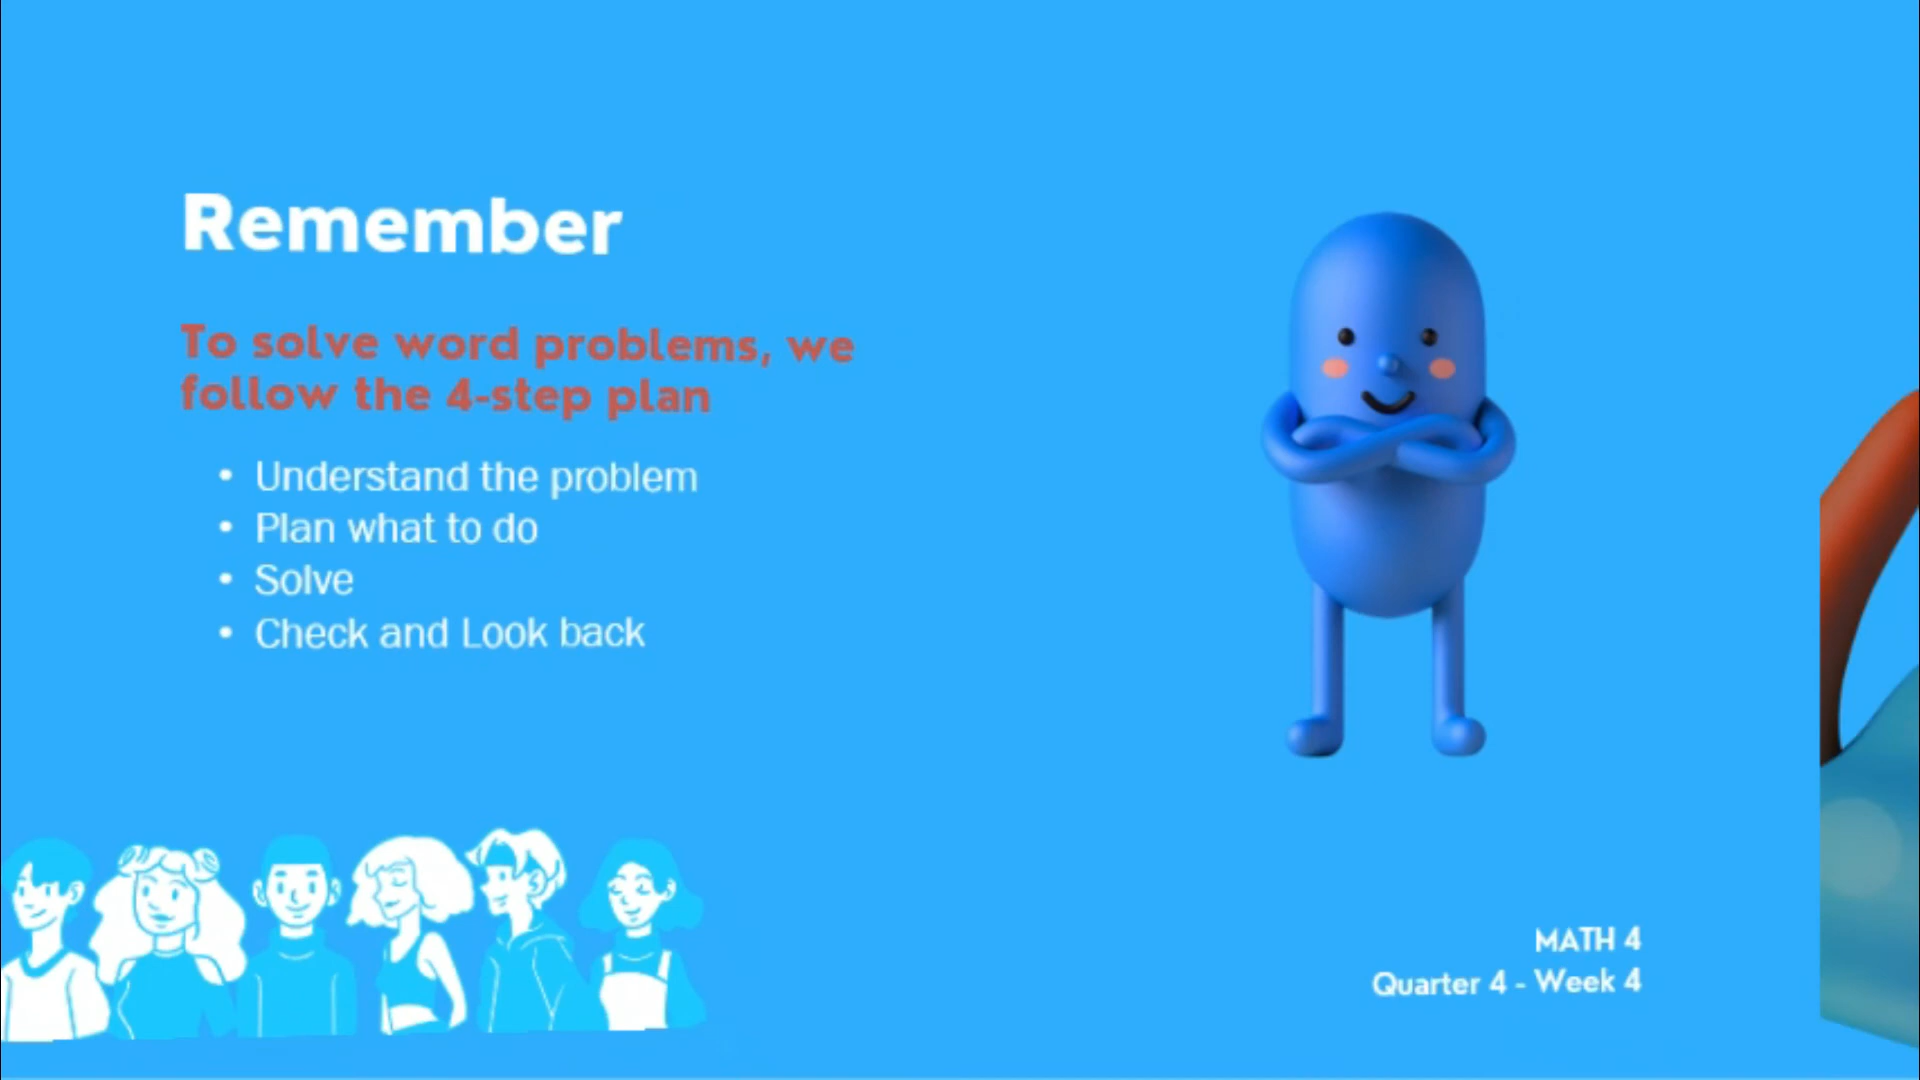 Remember
To solve word problems, we
follow the 4-step plan
• Understand the problem
• Plan what to do
• Solve
• Check and Look back
MATH 4
Quarter 4 - Week 4